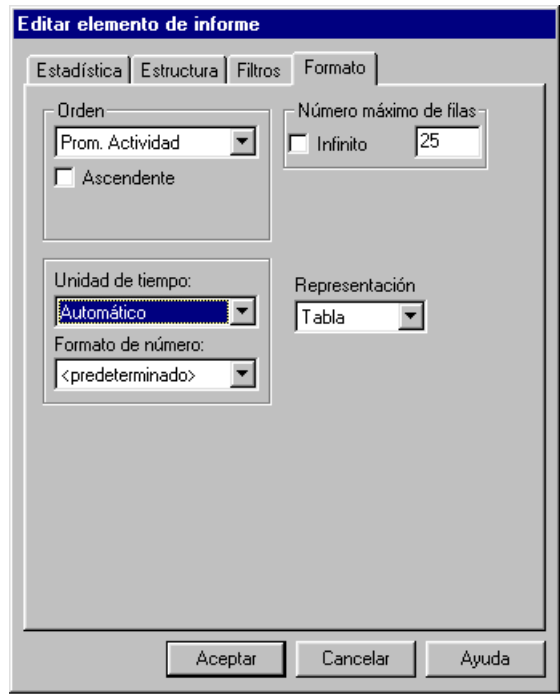 Editar elemento de informe
Estadística Estructura Filtros Formato
Orden
Prom. Actividad
Ascendente
Número máximo de filas
Infinito 25
Unidad de tiempo:
Automático
Formato de número:
<predeterminado>
Representación
Tabla
Aceptar Cancelar Ayuda